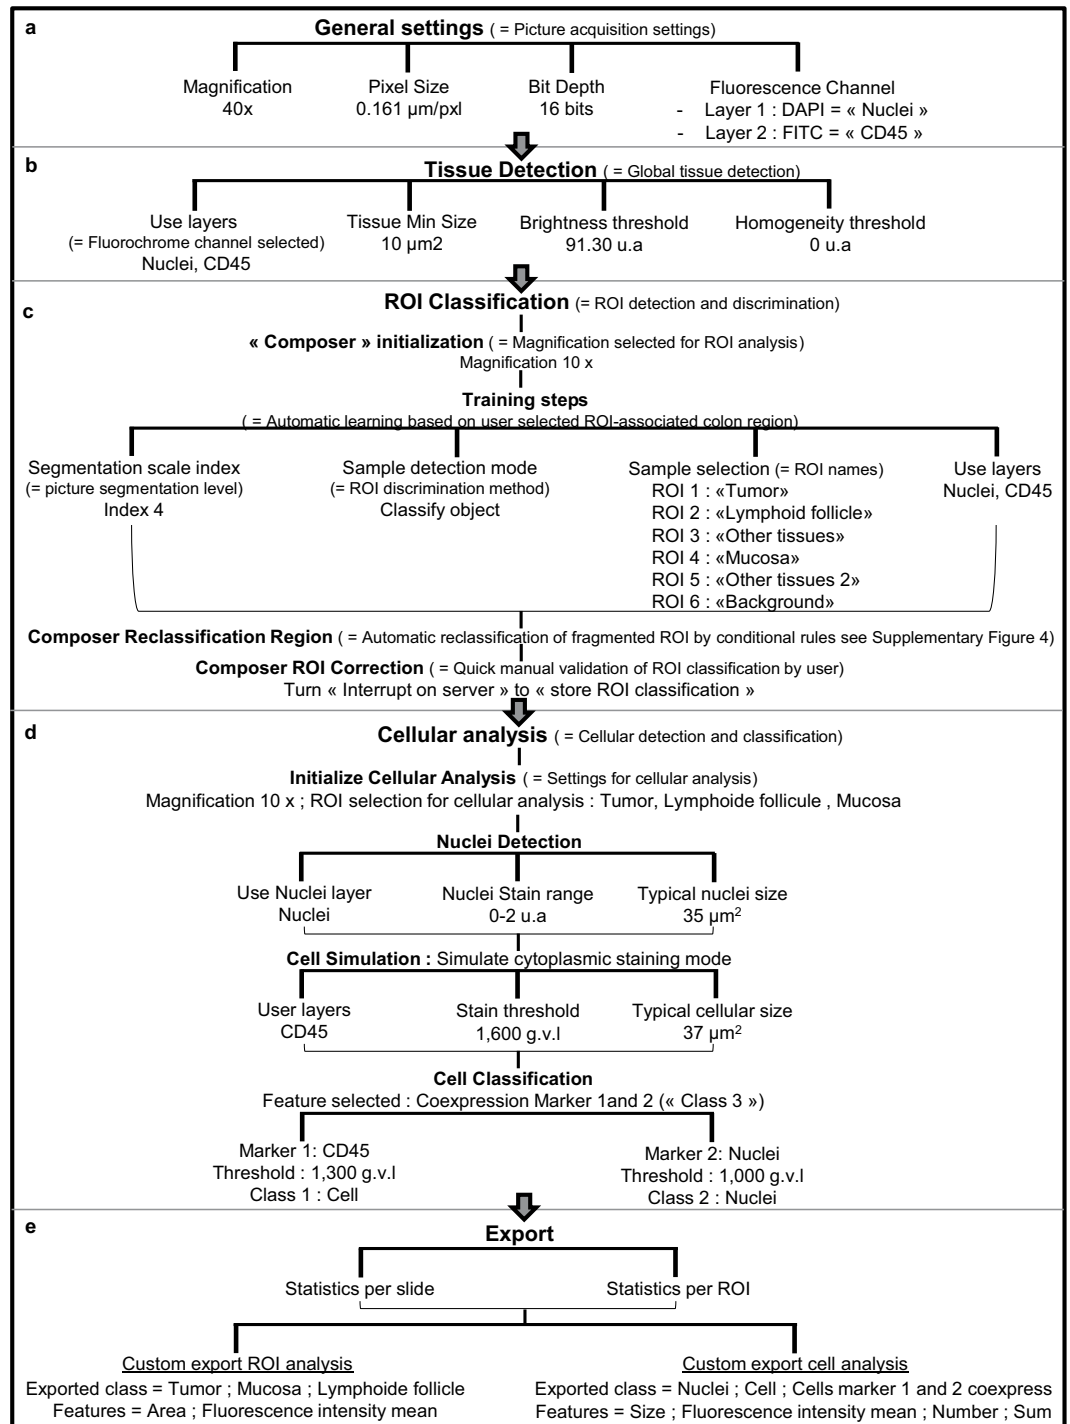 a
General settings ( = Picture acquisition settings)
Magnification
40x
Pixel Size
0.161 µm/pxl
Bit Depth
16 bits
Fluorescence Channel
- Layer 1 : DAPI = « Nuclei »
- Layer 2 : FITC = « CD45 »
b
Tissue Detection ( = Global tissue detection)
Use layers
(= Fluorochrome channel selected)
Nuclei, CD45
Tissue Min Size
10 µm2
Brightness threshold
91.30 u.a
Homogeneity threshold
0 u.a
c
ROI Classification (= ROI detection and discrimination)
« Composer » initialization ( = Magnification selected for ROI analysis)
Magnification 10 x
Training steps
( = Automatic learning based on user selected ROI-associated colon region)
Segmentation scale index
(= picture segmentation level)
Index 4
Sample detection mode
(= ROI discrimination method)
Classify object
Sample selection (= ROI names)
ROI 1 : «Tumor»
ROI 2 : «Lymphoid follicle»
ROI 3 : «Other tissues»
ROI 4 : «Mucosa»
ROI 5 : «Other tissues 2»
ROI 6 : «Background»
Use layers
Nuclei, CD45
Composer Reclassification Region ( = Automatic reclassification of fragmented ROI by conditional rules see Supplementary Figure 4)
Composer ROI Correction (= Quick manual validation of ROI classification by user)
Turn « Interrupt on server » to « store ROI classification »
d
Cellular analysis ( = Cellular detection and classification)
Initialize Cellular Analysis ( = Settings for cellular analysis)
Magnification 10 x ; ROI selection for cellular analysis : Tumor, Lymphoide follicule , Mucosa
Nuclei Detection
Use Nuclei layer
Nuclei
Nuclei Stain range
0-2 u.a
Typical nuclei size
35 µm²
Cell Simulation : Simulate cytoplasmic staining mode
User layers
CD45
Stain threshold
1,600 g.v.l
Typical cellular size
37 µm²
Cell Classification
Feature selected : Coexpression Marker 1and 2 (« Class 3 »)
Marker 1: CD45
Threshold : 1,300 g.v.l
Class 1 : Cell
Marker 2: Nuclei
Threshold : 1,000 g.v.l
Class 2 : Nuclei
e
Export
Statistics per slide
Statistics per ROI
Custom export ROI analysis
Exported class = Tumor ; Mucosa ; Lymphoide follicle
Features = Area ; Fluorescence intensity mean
Custom export cell analysis
Exported class = Nuclei ; Cell ; Cells marker 1 and 2 coexpress
Features = Size ; Fluorescence intensity mean ; Number ; Sum